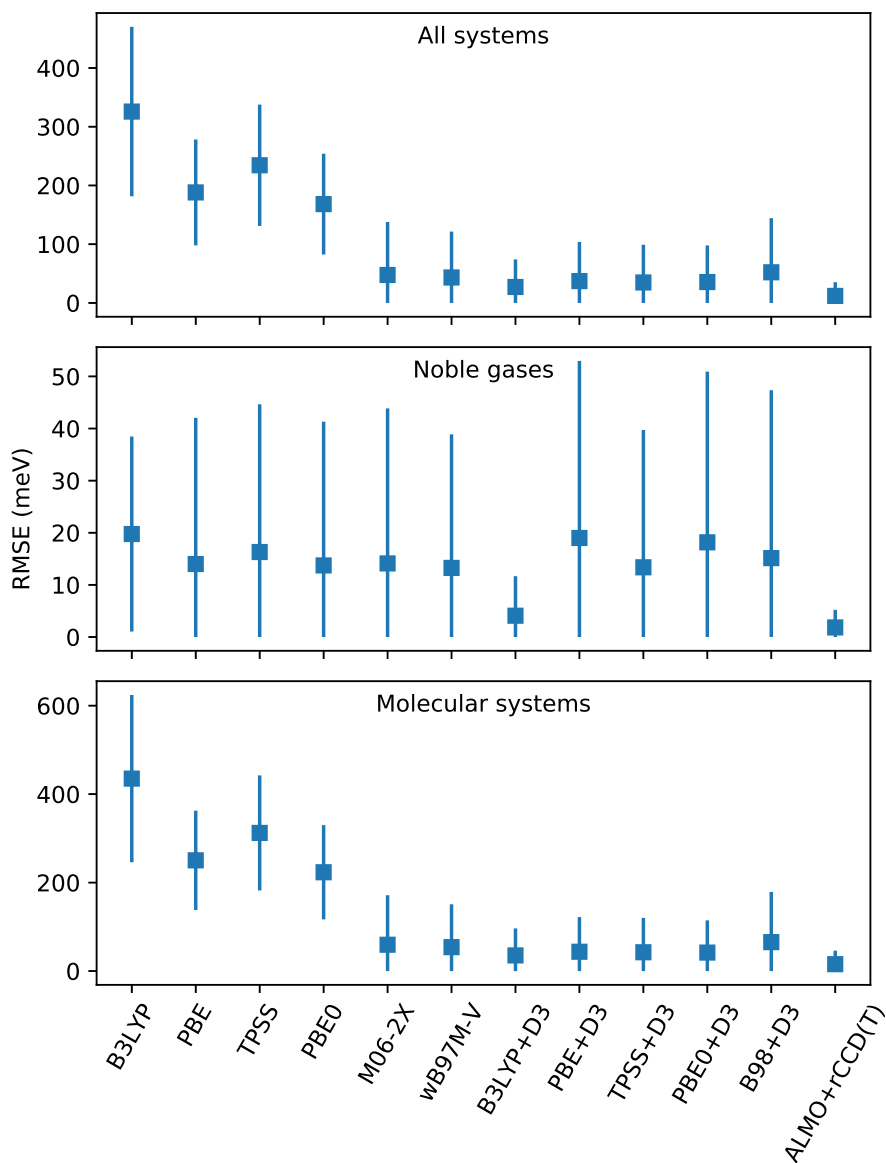 All systems
400
300
200
100
0
Noble gases
50
40
30
20
10
0
RMSE (meV)
Molecular systems
600
400
200
0
B3LYP
PBE
TPSS
PBE0
M06-2X
wB97M-V
B3LYP+D3
PBE+D3
TPSS+D3
PBE0+D3
B98+D3
ALMO+rCCD(T)